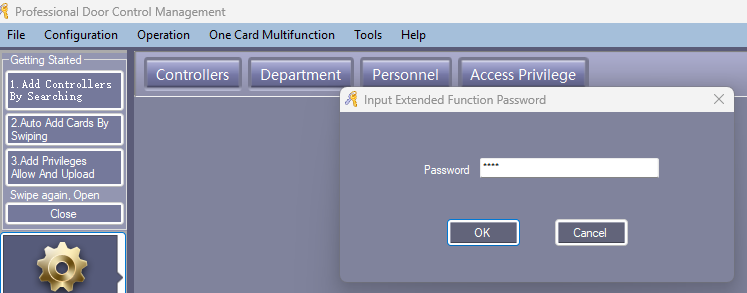 Professional Door Control Management
File Configuration Operation One Card Multifunction Tools Help
Getting Started
1.Add Controllers
By Searching
2.Auto Add Cards By
Swiping
3.Add Privileges
Allow And Upload
Swipe again, Open
Close
Controllers Department Personnel Access Privilege
Input Extended Function Password
Password ****
OK Cancel